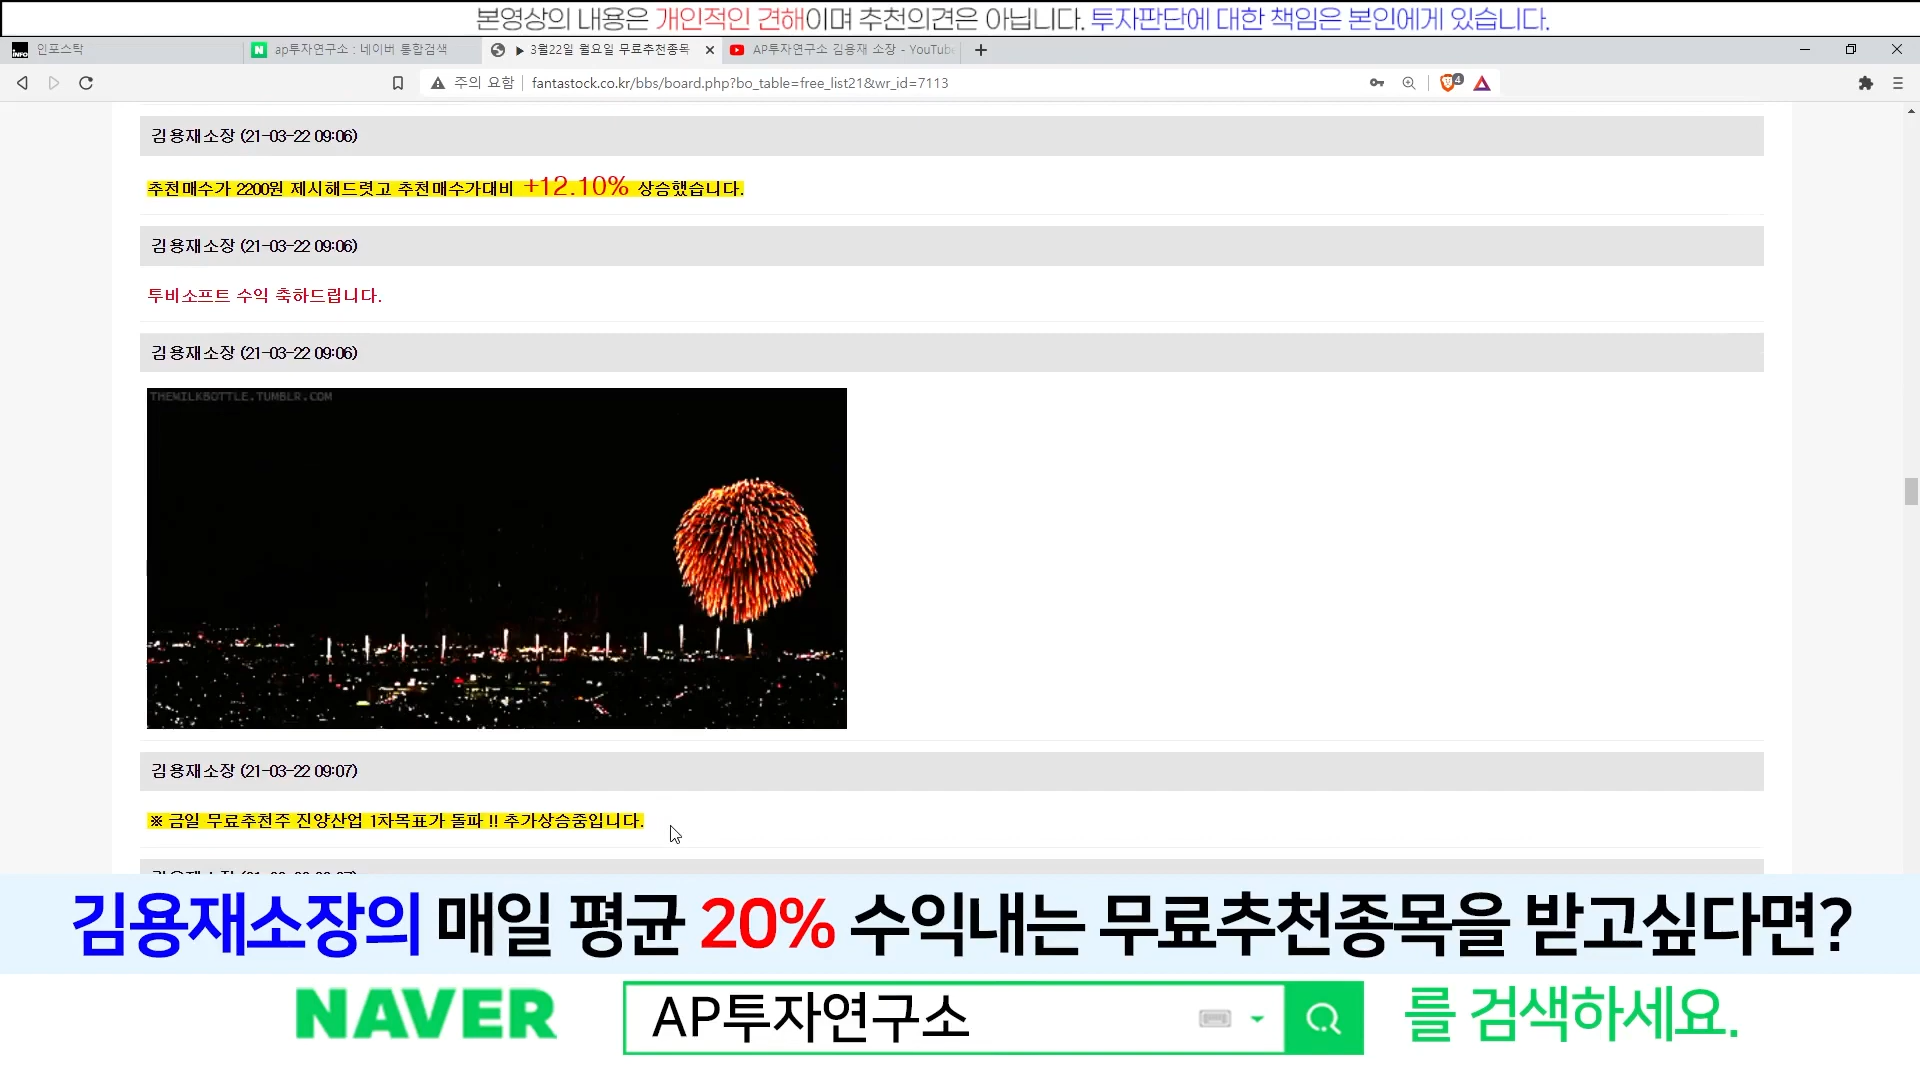 본영상의 내용은 개인적인 견해이며 추천의견은 아닙니다. 투자판단에 대한 책임은 본인에게 있습니다.
인포스탁
ap투자연구소 : 네이버 통합검색
▶ 3월22일 월요일 무료추천종목
AP투자연구소 김용재 소장 - YouTub
주의 요함 fantastock.co.kr/bbs/board.php?bo_table=free_list21&wr_id=7113
4
김용재소장 (21-03-22 09:06)
추천매수가 2200원 제시해드렷고 추천매수가대비 +12.10% 상승했습니다.
김용재소장 (21-03-22 09:06)
투비소프트 수익 축하드립니다.
김용재소장 (21-03-22 09:06)
THEMILKBOTTLE.TUMBLR.COM
김용재소장 (21-03-22 09:07)
※ 금일 무료추천주 진양산업 1차목표가 돌파 !! 추가상승중입니다.
김용재소장의 매일 평균 20% 수익내는 무료추천종목을 받고싶다면?
NAVER AP투자연구소 를 검색하세요.